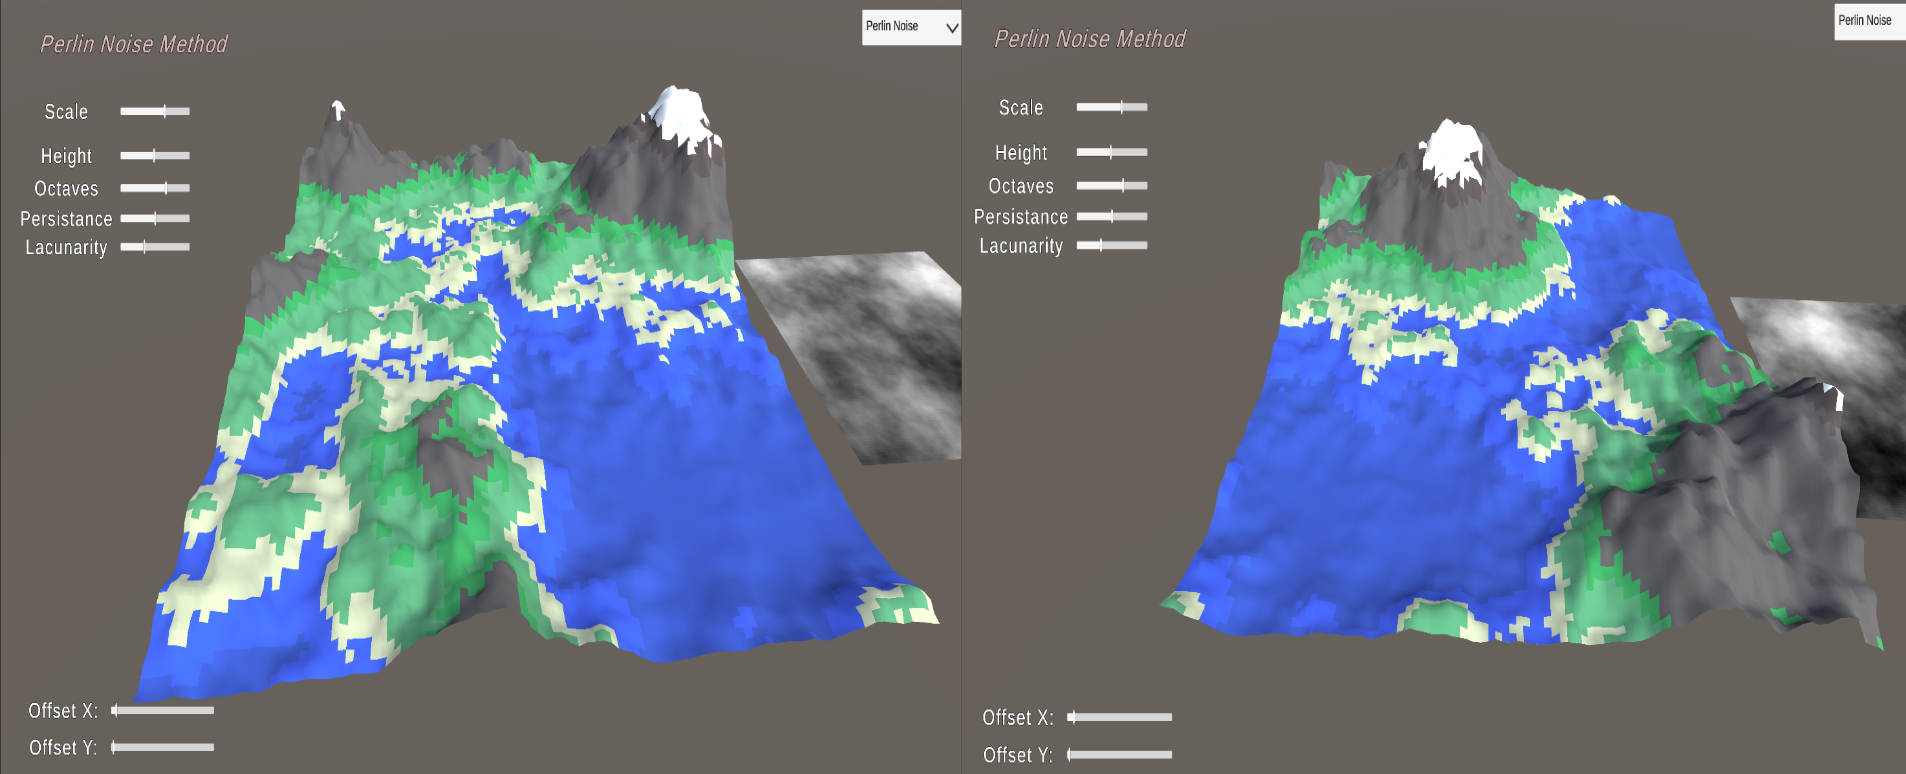 Perlin Noise
Perlin Noise Method
Scale
Height
Octaves
Persistance
Lacunarity
Offset X:
Offset Y:
Perlin Noise
Perlin Noise Method
Scale
Height
Octaves
Persistance
Lacunarity
Offset X:
Offset Y: